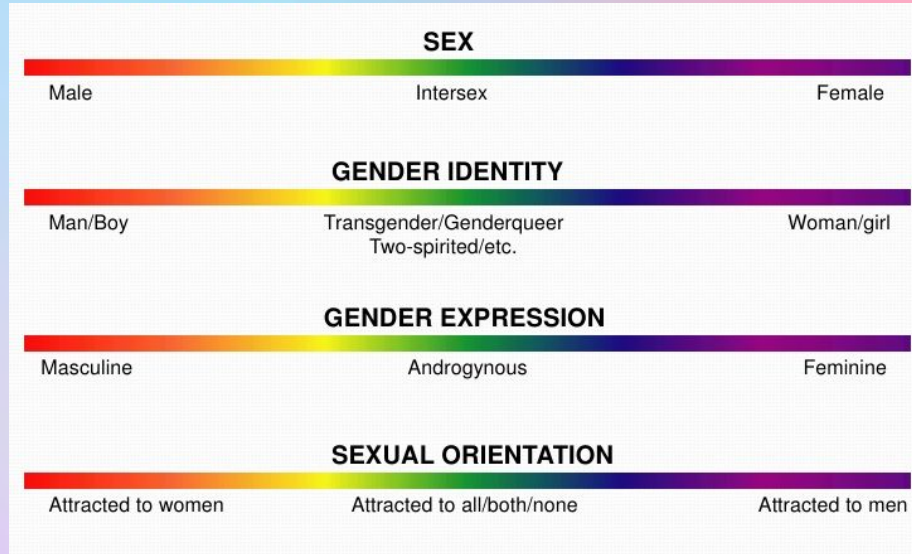 SEX
Male Intersex Female
GENDER IDENTITY
Man/Boy Transgender/Genderqueer Woman/girl
Two-spirited/etc.
GENDER EXPRESSION
Masculine Androgynous Feminine
SEXUAL ORIENTATION
Attracted to women Attracted to all/both/none Attracted to men